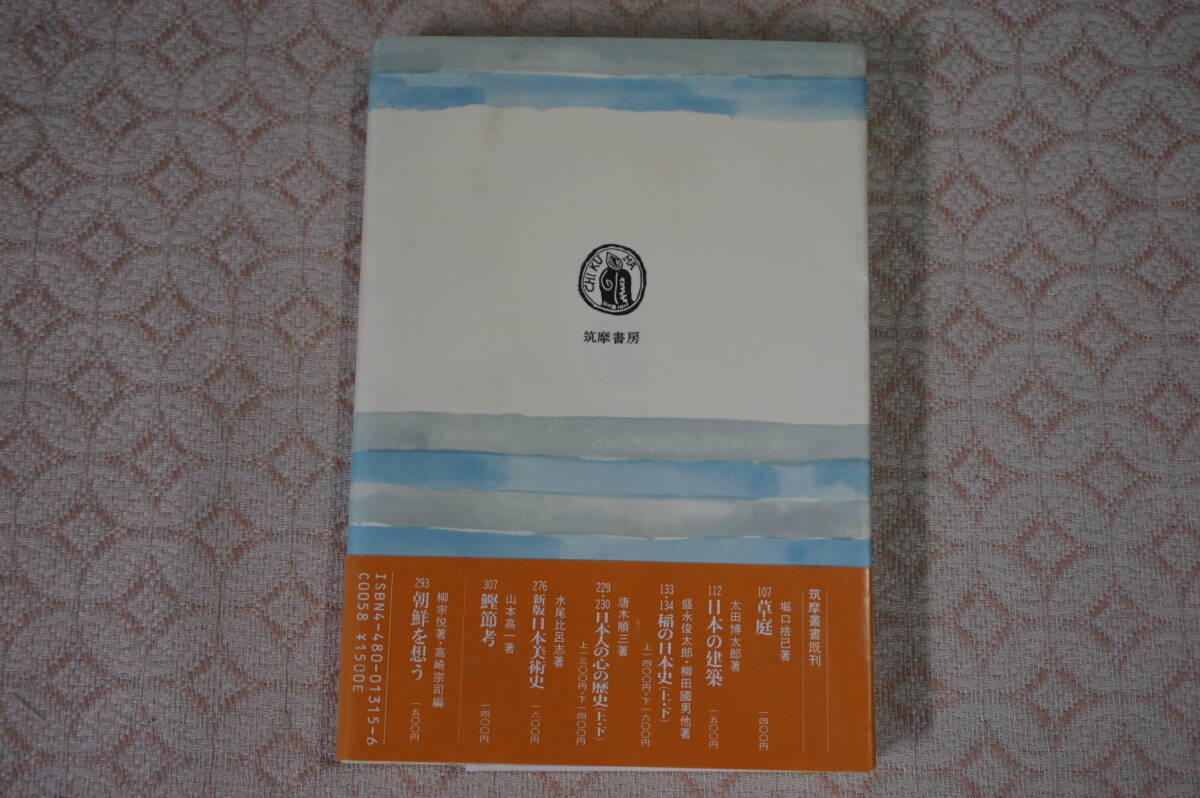 CHIKUMA
筑摩書房
筑摩叢書既刊
堀口捨己著
107 草庭 一四〇〇円
太田博太郎著
112 日本の建築 一五〇〇円
盛永俊太郎・柳田國男他著
133・134 稲の日本史(上・下) 上一四〇〇円・下一六〇〇円
唐木順三著
229・230 日本人の心の歴史(上・下) 上一三〇〇円・下一四〇〇円
水尾比呂志著
276 新版日本美術史 一六〇〇円
山本高一著
307 鰹節考 一四〇〇円
柳宗悦著・高崎宗司編
293 朝鮮を想う 一五〇〇円
ISBN4-480-01315-6
C0058 ¥1500E